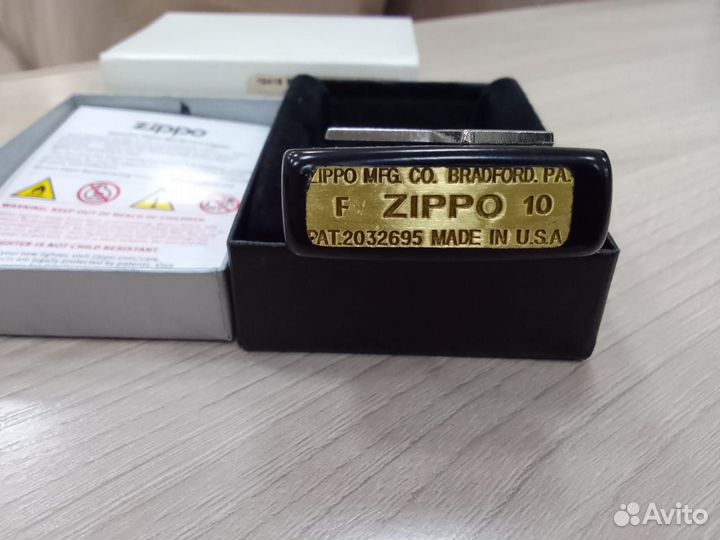 zippo
WARNING, KEEP OUT OF REACH OF CHILDREN
LIGHTER IS NOT CHILD RESISTANT.
ZIPPO MFG. CO. BRADFORD. PA.
F ZIPPO 10
PAT.2032695 MADE IN U.S.A
Avito